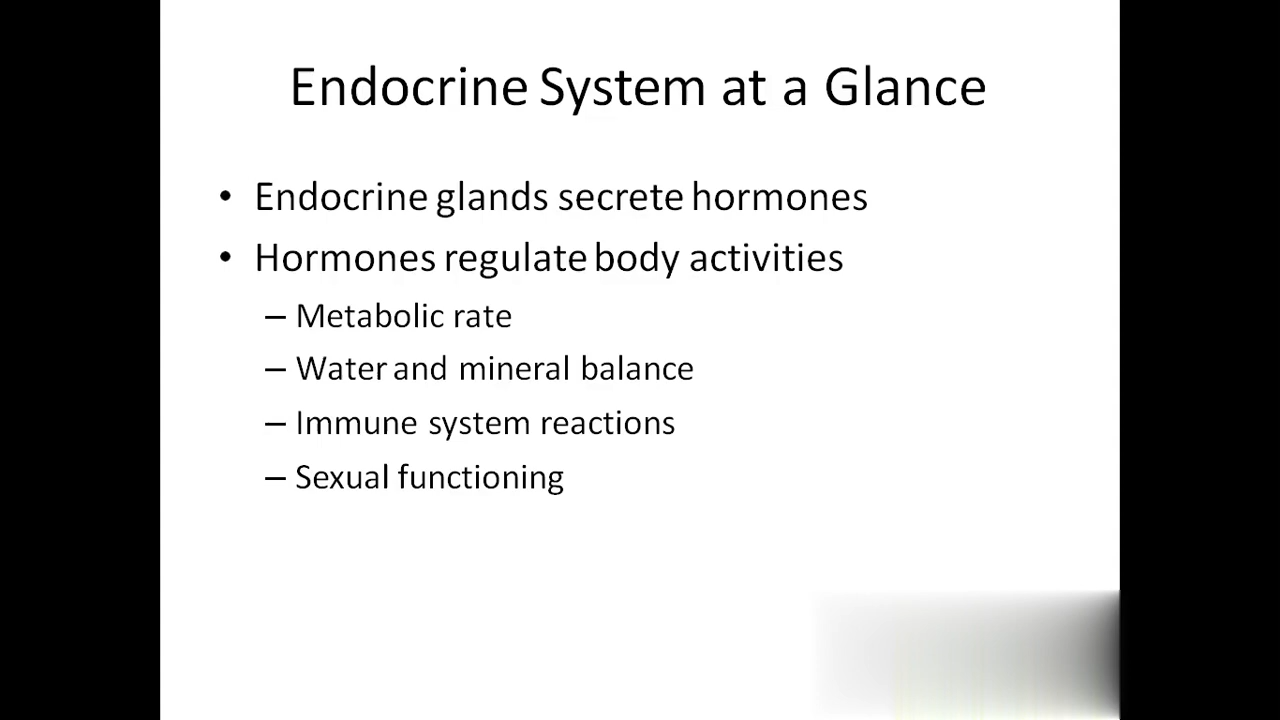 Endocrine System at a Glance
• Endocrine glands secrete hormones
• Hormones regulate body activities
– Metabolic rate
– Water and mineral balance
– Immune system reactions
– Sexual functioning